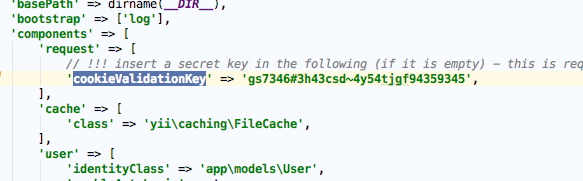 'basePath' => dirname(__DIR__),
'bootstrap' => ['log'],
'components' => [
'request' => [
// !!! insert a secret key in the following (if it is empty) – this is req
'cookieValidationKey' => 'gs7346#3h43csd~4y54tjgf94359345',
],
'cache' => [
'class' => 'yii\caching\FileCache',
],
'user' => [
'identityClass' => 'app\models\User',